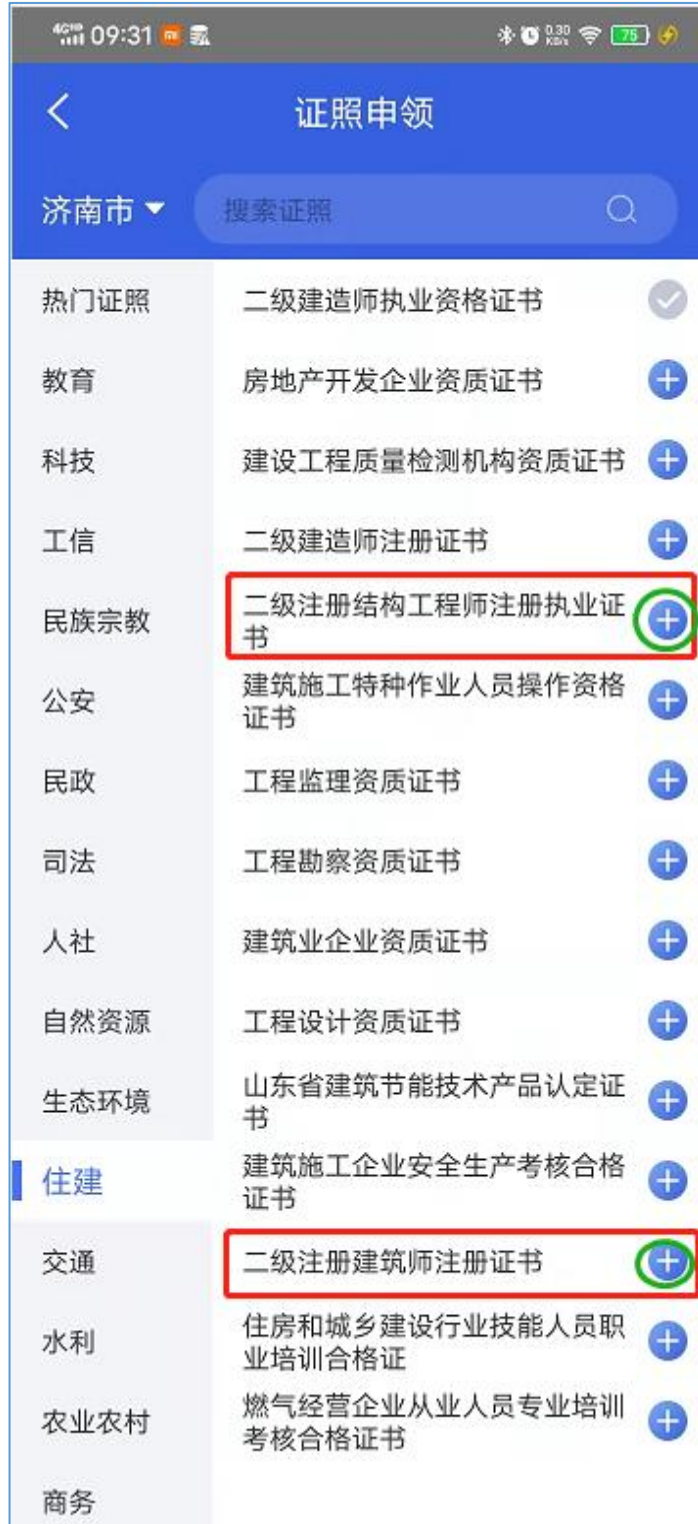 4GHD 09:31
0.30 KB/s 75
证照申领
济南市
搜索证照
热门证照
二级建造师执业资格证书
教育
房地产开发企业资质证书
科技
建设工程质量检测机构资质证书
工信
二级建造师注册证书
民族宗教
二级注册结构工程师注册执业证
书
公安
建筑施工特种作业人员操作资格
证书
民政
工程监理资质证书
司法
工程勘察资质证书
人社
建筑业企业资质证书
自然资源
工程设计资质证书
生态环境
山东省建筑节能技术产品认定证
书
住建
建筑施工企业安全生产考核合格
证书
交通
二级注册建筑师注册证书
水利
住房和城乡建设行业技能人员职
业培训合格证
农业农村
燃气经营企业从业人员专业培训
考核合格证书
商务